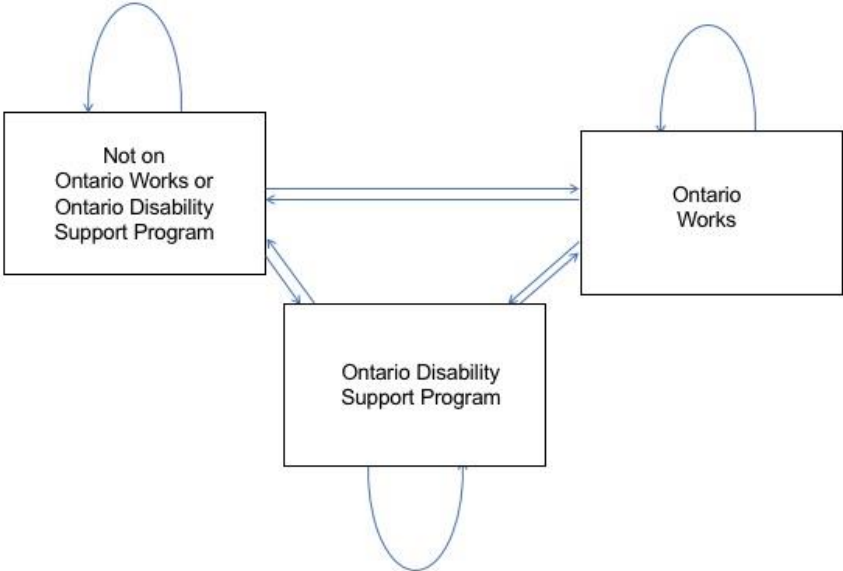 Not on
Ontario Works or
Ontario Disability
Support Program
Ontario
Works
Ontario Disability
Support Program